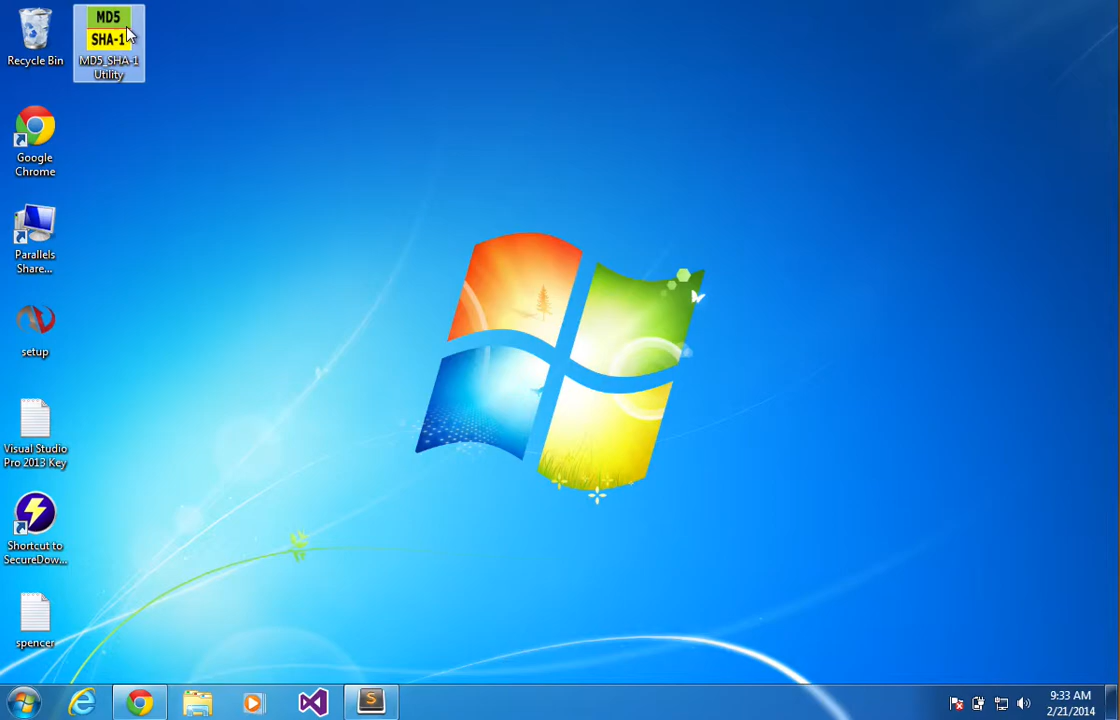 Recycle Bin
MD5
SHA-1
MD5_SHA-1
Utility
Google
Chrome
Parallels
Share...
setup
Visual Studio
Pro 2013 Key
Shortcut to
SecureDow...
spencer
S
9:33 AM
2/21/2014